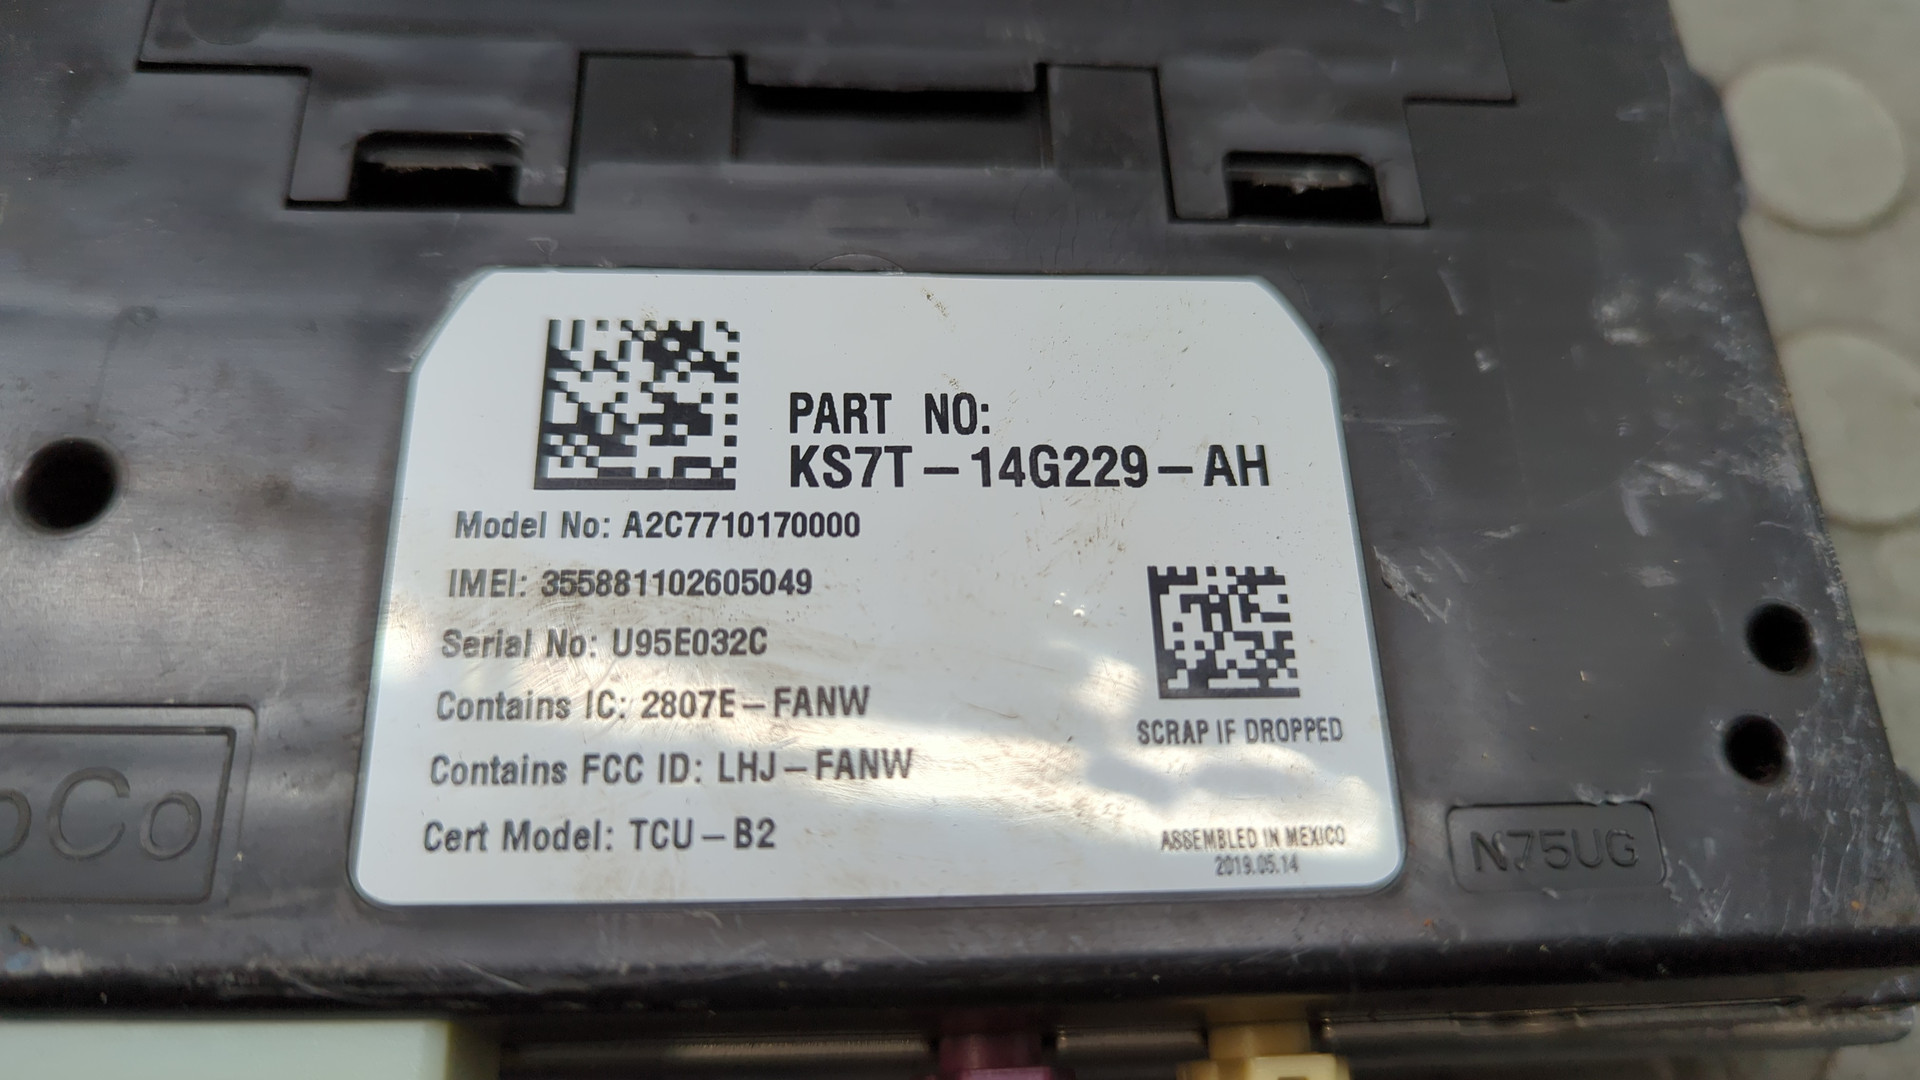 PART NO:
KS7T-14G229-AH
Model No: A2C7710170000
IMEI: 355881102605049
Serial No: U95E032C
Contains IC: 2807E-FANW
Contains FCC ID: LHJ-FANW
Cert Model: TCU-B2
SCRAP IF DROPPED
ASSEMBLED IN MEXICO
2019.05.14
N75UG